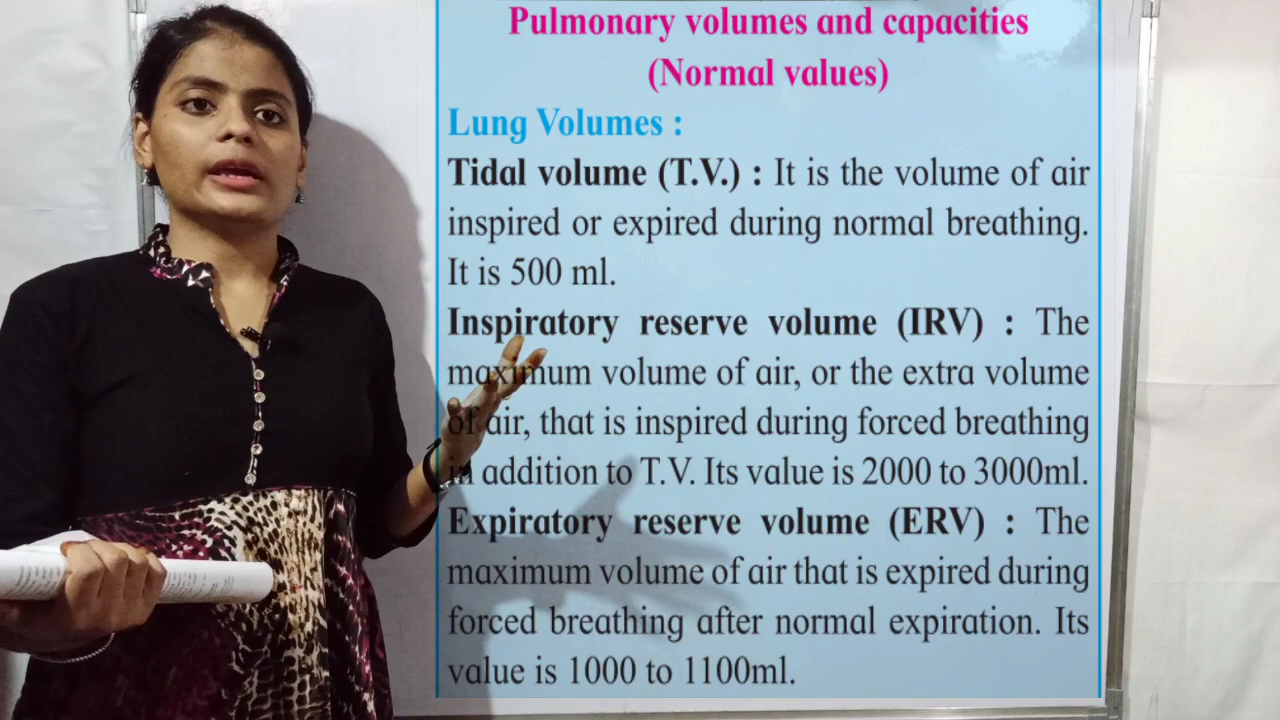 Pulmonary volumes and capacities
(Normal values)
Lung Volumes :
Tidal volume (T.V.) : It is the volume of air
inspired or expired during normal breathing.
It is 500 ml.
Inspiratory reserve volume (IRV) : The
maximum volume of air, or the extra volume
of air, that is inspired during forced breathing
in addition to T.V. Its value is 2000 to 3000ml.
Expiratory reserve volume (ERV) : The
maximum volume of air that is expired during
forced breathing after normal expiration. Its
value is 1000 to 1100ml.